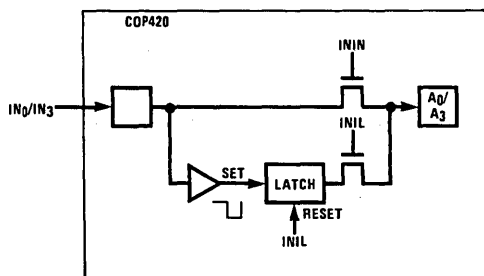 COP420
ININ
IN0/IN3
A0/
A3
INIL
SET
LATCH
RESET
INIL